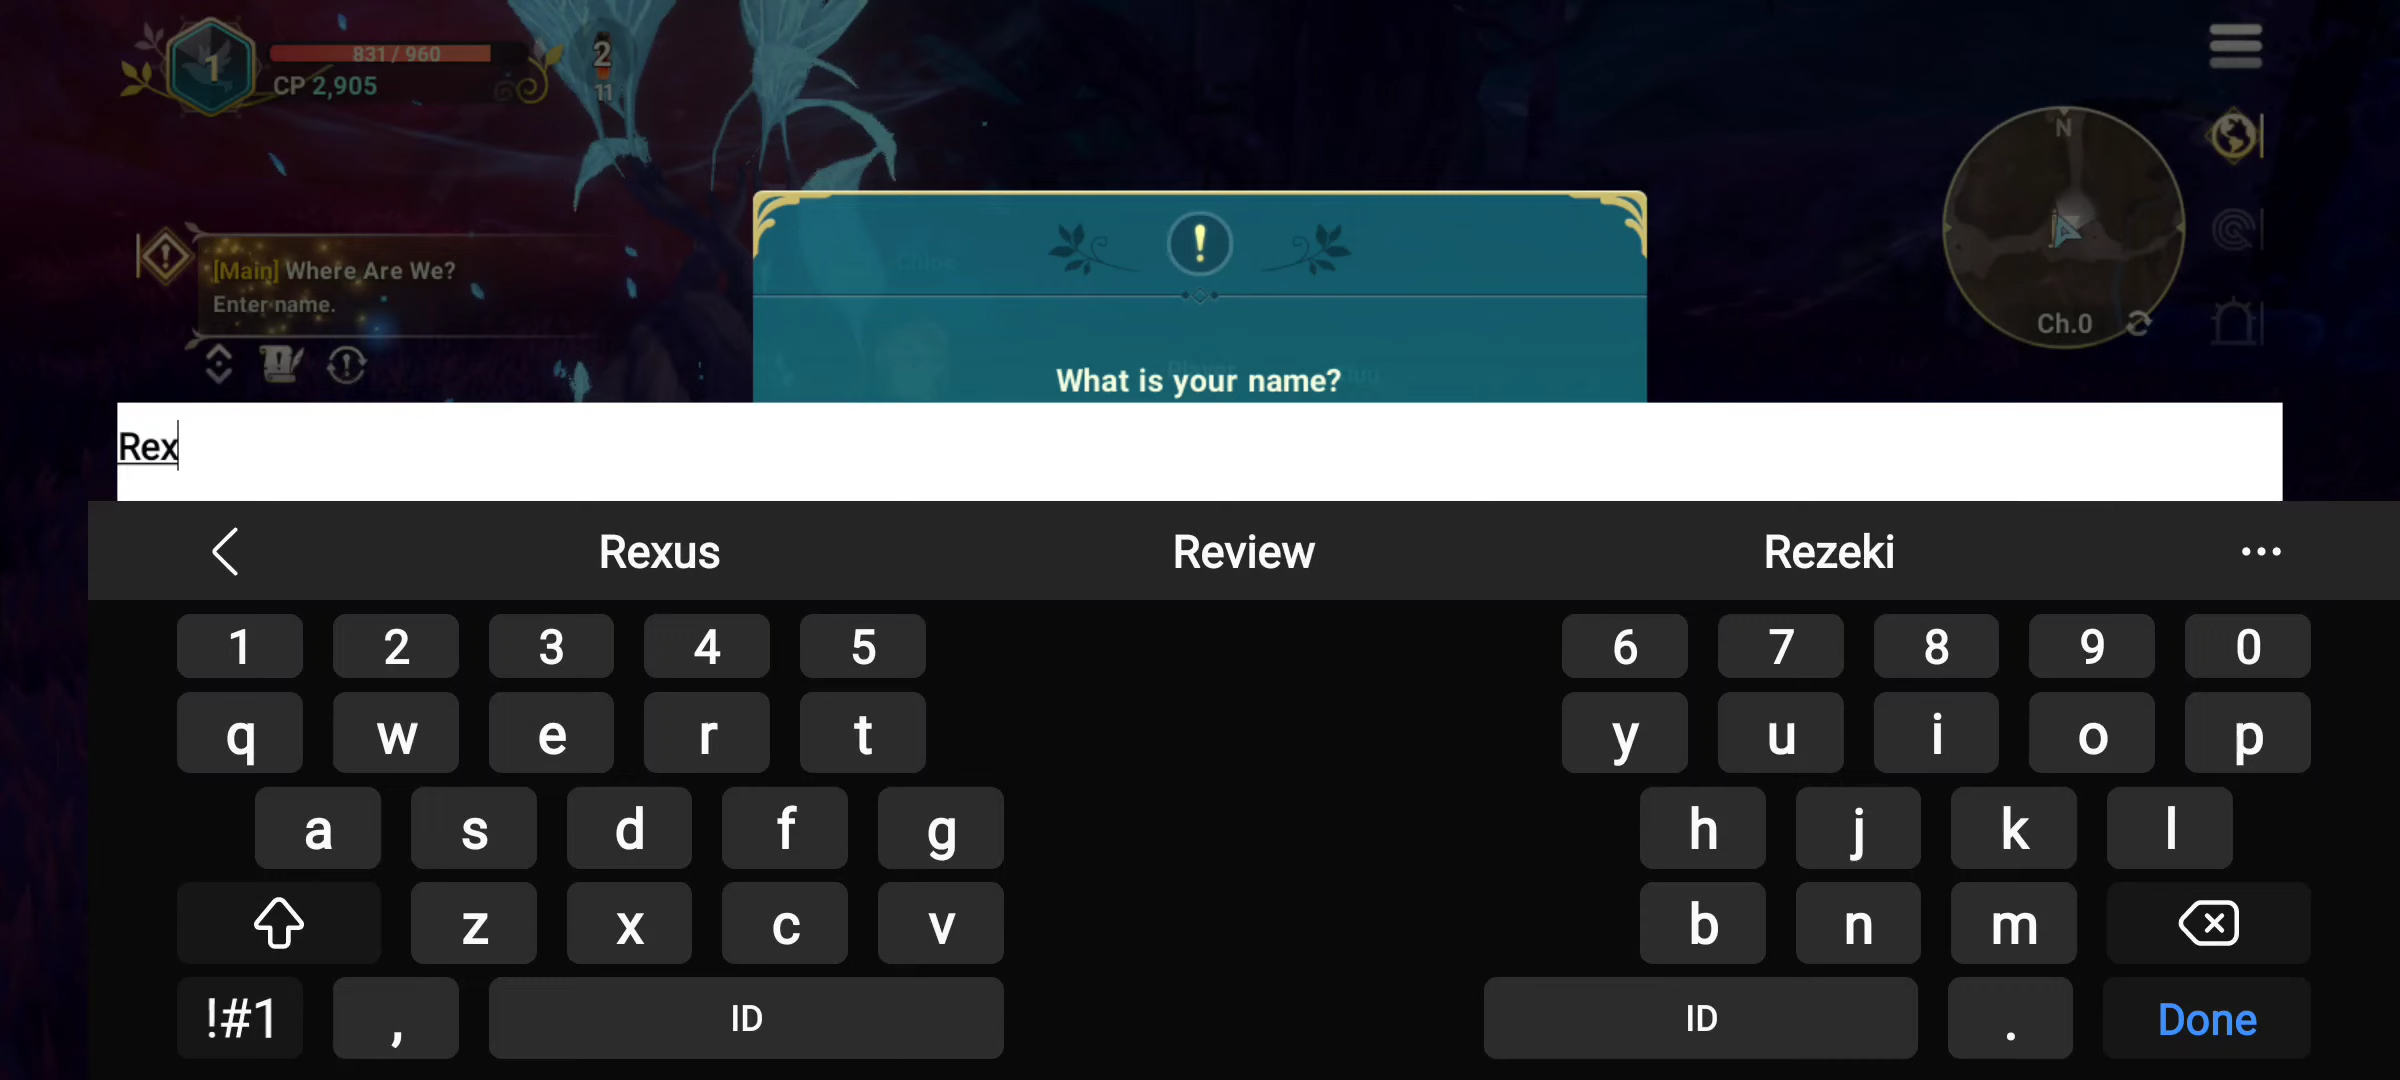 1
831 / 960
CP 2,905
2
11
N
Ch.0
[Main] Where Are We?
Enter name.
What is your name?
Rex
Rexus Review Rezeki
1 2 3 4 5 6 7 8 9 0
q w e r t y u i o p
a s d f g h j k l
z x c v b n m
!#1 , ID ID . Done